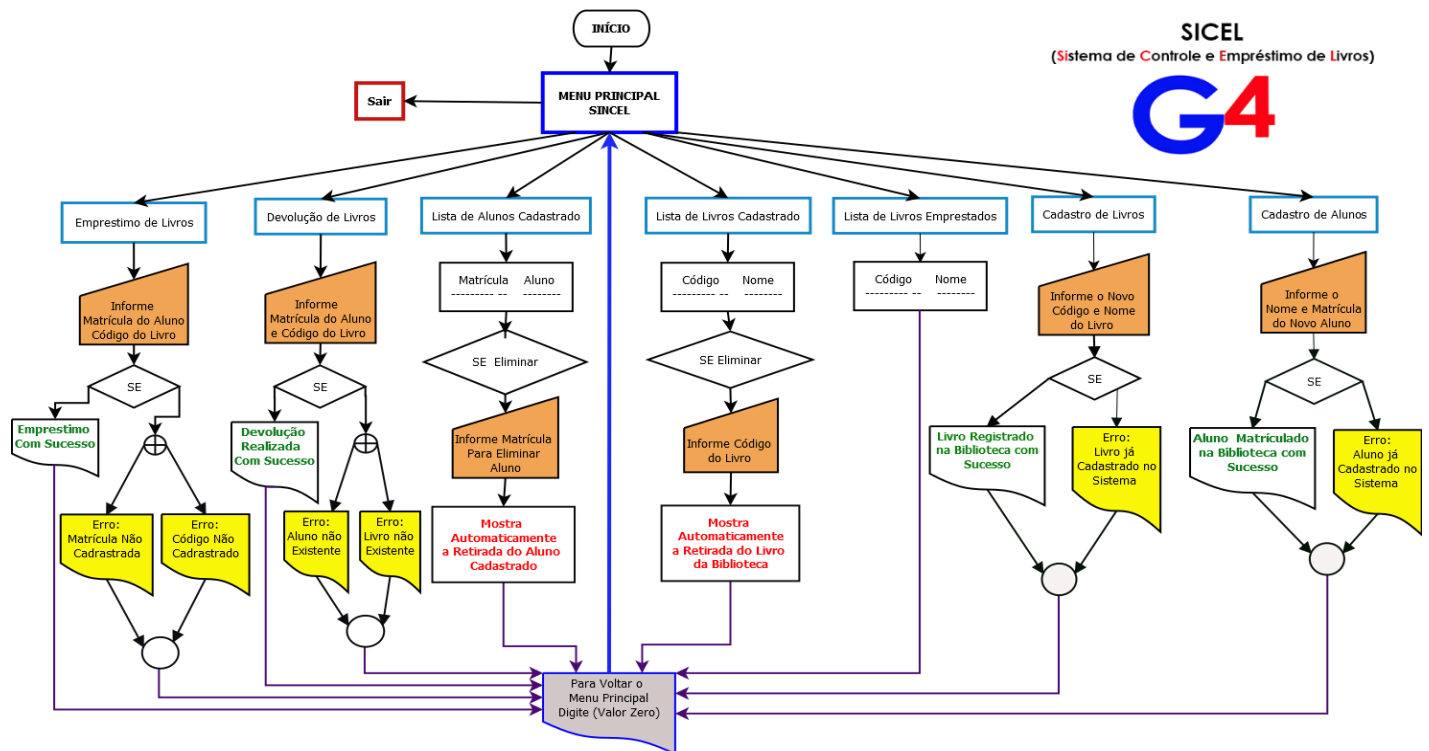 INÍCIO
SICEL
(Sistema de Controle e Empréstimo de Livros)
G4
Sair
MENU PRINCIPAL
SINCEL
Emprestimo de Livros
Devolução de Livros
Lista de Alunos Cadastrado
Lista de Livros Cadastrado
Lista de Livros Emprestados
Cadastro de Livros
Cadastro de Alunos
Informe
Matrícula do Aluno
Código do Livro
Informe
Matrícula do Aluno
e Código do Livro
Matrícula Aluno
--------- -- --------
Código Nome
--------- -- --------
Código Nome
--------- -- --------
Informe o Novo
Código e Nome
do Livro
Informe o
Nome e Matrícula
do Novo Aluno
SE
SE
SE Eliminar
SE Eliminar
SE
SE
Emprestimo
Com Sucesso
Devolução
Realizada
Com Sucesso
Informe Matrícula
Para Eliminar
Aluno
Informe Código
do Livro
Livro Registrado
na Biblioteca com
Sucesso
Erro:
Livro já
Cadastrado no
Sistema
Aluno Matrículado
na Biblioteca com
Sucesso
Erro:
Aluno já
Cadastrado no
Sistema
Erro:
Matrícula Não
Cadrastrada
Erro:
Código Não
Cadrastrado
Erro:
Aluno não
Existente
Erro:
Livro não
Existente
Mostra
Automaticamente
a Retirada do Aluno
Cadastrado
Mostra
Automaticamente
a Retirada do Livro
da Biblioteca
Para Voltar o
Menu Principal
Digite (Valor Zero)